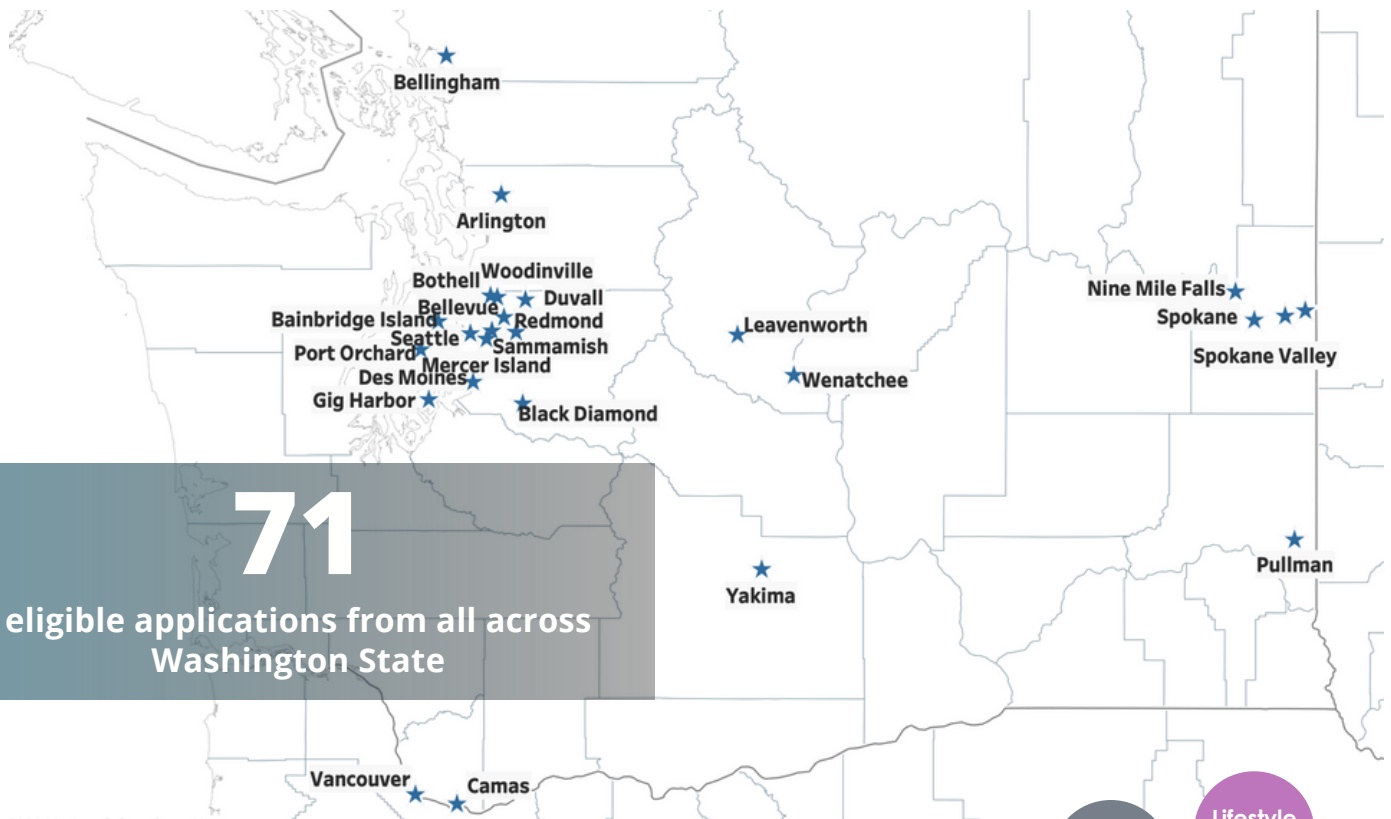 Bellingham
Arlington
Woodinville
Bothell
Duvall
Bellevue
Bainbridge Island
Redmond
Seattle
Sammamish
Port Orchard
Mercer Island
Des Moines
Gig Harbor
Black Diamond
Leavenworth
Wenatchee
Nine Mile Falls
Spokane
Spokane Valley
71
eligible applications from all across
Washington State
Yakima
Pullman
Vancouver
Camas
Lifestyle